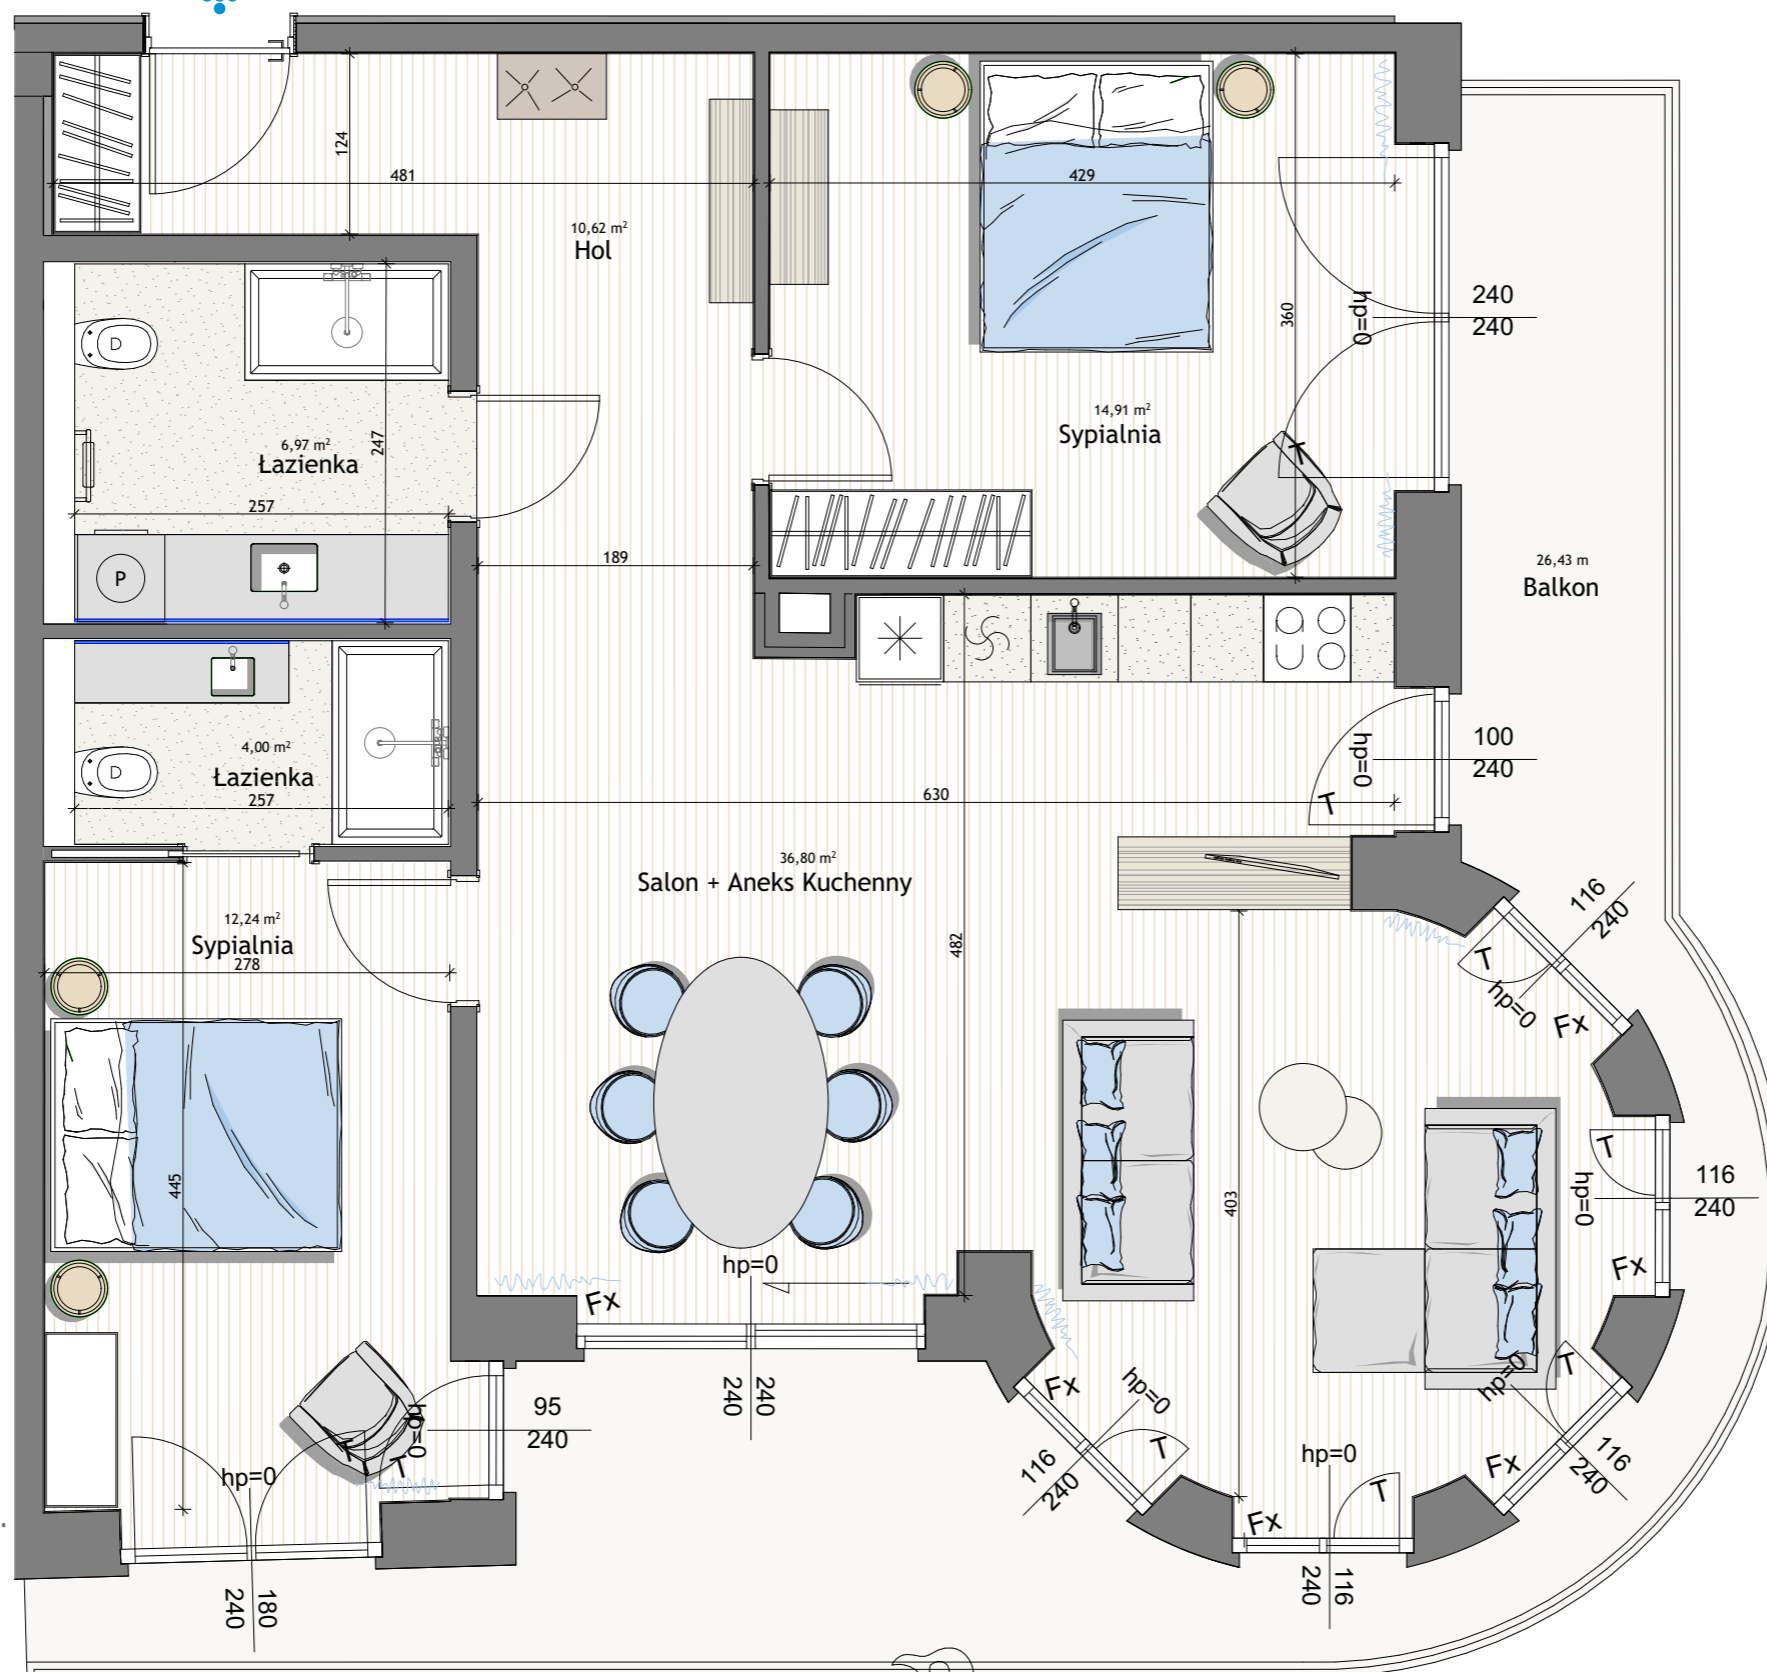 124
481
429
10,62 m²
Hol
360
hp=0
240
240
D
14,91 m²
Sypialnia
6,97 m²
Łazienka
247
257
P
189
26,43 m
Balkon
100
240
hp=0
T
4,00 m²
Łazienka
257
D
630
36,80 m²
Salon + Aneks Kuchenny
482
12,24 m²
Sypialnia
278
116
240
T
hp=0
Fx
445
403
T
hp=0
116
240
Fx
hp=0
Fx
240
240
95
240
hp=0
T
T
hp=0
240
180
Fx
hp=0
T
116
240
hp=0
T
Fx
240
116
hp=0
T
Fx
116
240